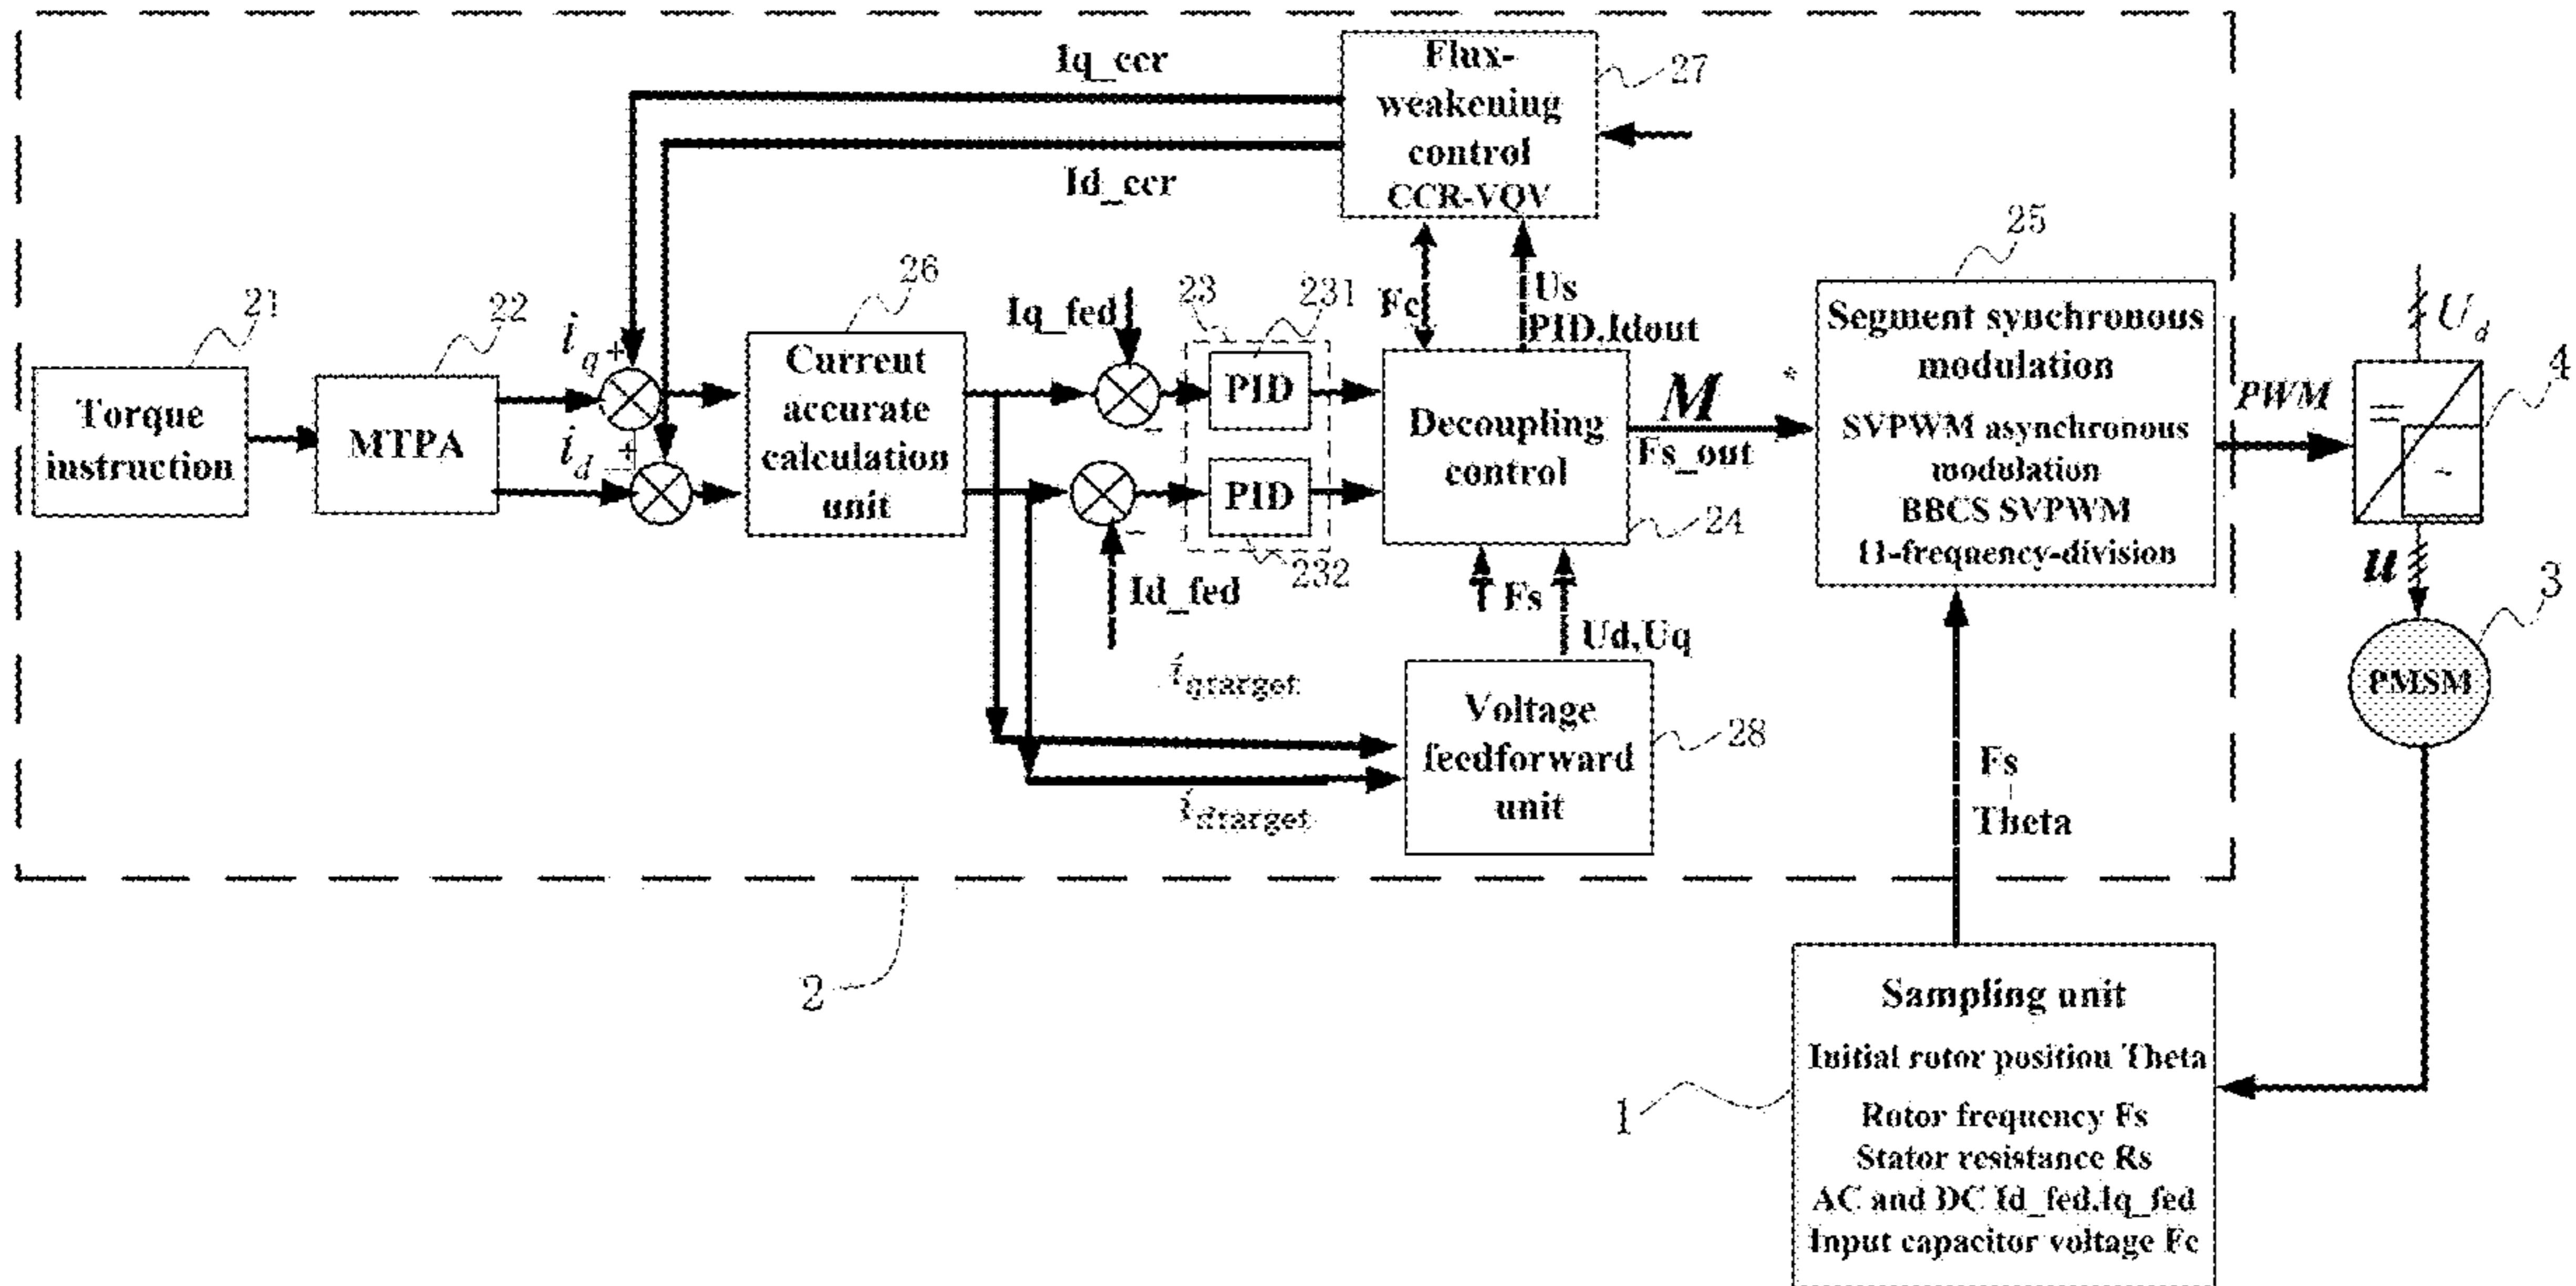 Iq_ccr
Id_ccr
Flux-
weakening
control
CCR-VQV
27
21
Torque
instruction
22
MTPA
i_q
+
i_d
+
26
Current
accurate
calculation
unit
Iq_fed
-
Id_fed
-
23
231
PID
PID
232
Fc
Us
PID.Idout
Decoupling
control
24
M *
Fs_out
Fs
Ud,Uq
i_qtarget
i_dtarget
Voltage
feedforward
unit
28
25
Segment synchronous
modulation
SVPWM asynchronous
modulation
BBCS SVPWM
11-frequency-division
PWM
U_d
4
~
u
3
PMSM
Fs
Theta
2
1
Sampling unit
Initial rotor position Theta
Rotor frequency Fs
Stator resistance Rs
AC and DC Id_fed.Iq_fed
Input capacitor voltage Fc